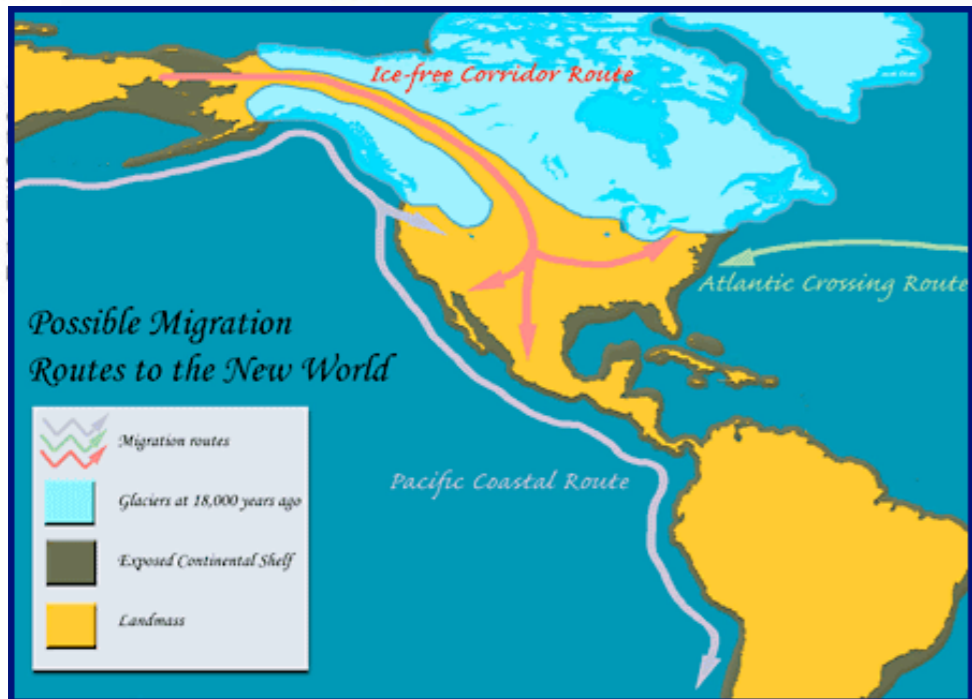 Ice-free Corridor Route
Atlantic Crossing Route
Possible Migration
Routes to the New World
Migration routes
Pacific Coastal Route
Glaciers at 18,000 years ago
Exposed Continental Shelf
Landmass